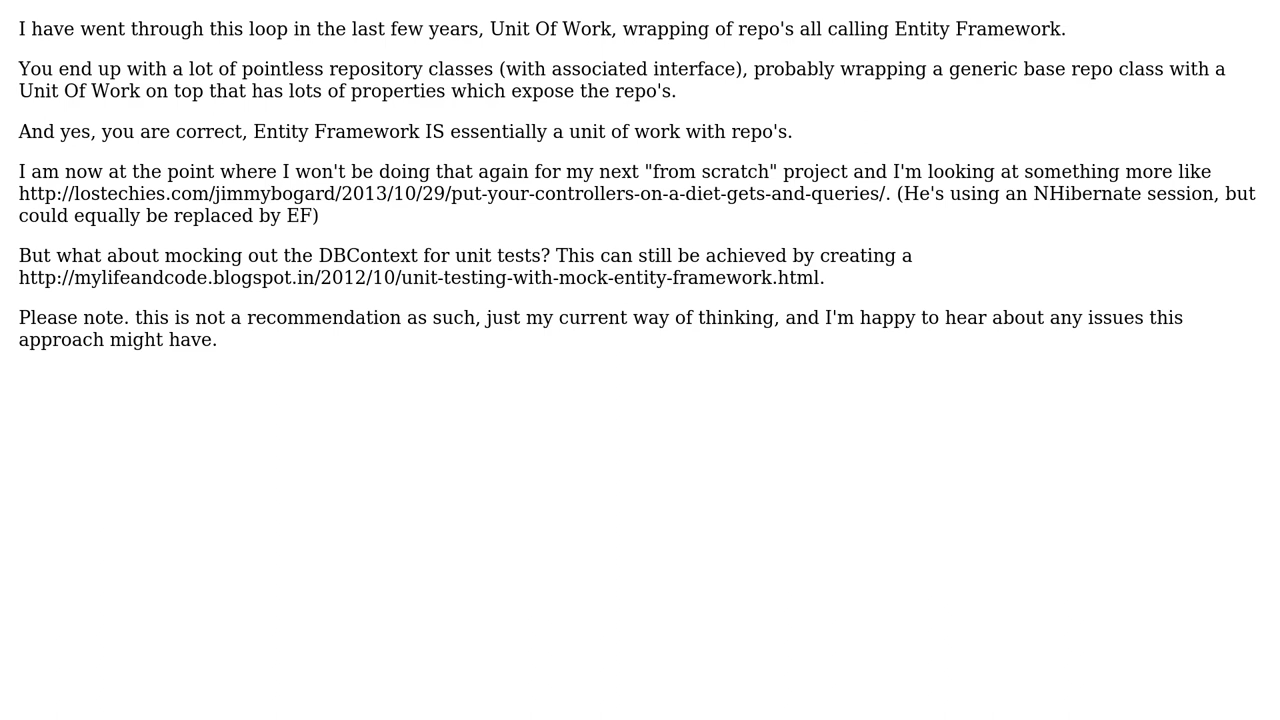 I have went through this loop in the last few years, Unit Of Work, wrapping of repo's all calling Entity Framework.
You end up with a lot of pointless repository classes (with associated interface), probably wrapping a generic base repo class with a
Unit Of Work on top that has lots of properties which expose the repo's.
And yes, you are correct, Entity Framework IS essentially a unit of work with repo's.
I am now at the point where I won't be doing that again for my next "from scratch" project and I'm looking at something more like
http://lostechies.com/jimmybogard/2013/10/29/put-your-controllers-on-a-diet-gets-and-queries/. (He's using an NHibernate session, but
could equally be replaced by EF)
But what about mocking out the DBContext for unit tests? This can still be achieved by creating a
http://mylifeandcode.blogspot.in/2012/10/unit-testing-with-mock-entity-framework.html.
Please note. this is not a recommendation as such, just my current way of thinking, and I'm happy to hear about any issues this
approach might have.